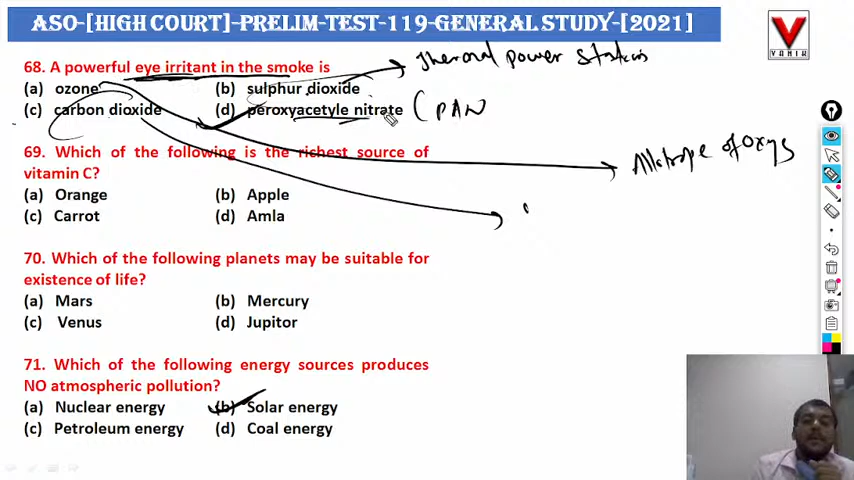 ASO-[HIGH COURT]-PRELIM-TEST-119-GENERAL STUDY-[2021]
VAMIR
68. A powerful eye irritant in the smoke is
(a) ozone (b) sulphur dioxide
(c) carbon dioxide (d) peroxyacetyle nitrate
Thermal power stations
(PAN
Allotrope of Oxyg
69. Which of the following is the richest source of
vitamin C?
(a) Orange (b) Apple
(c) Carrot (d) Amla
70. Which of the following planets may be suitable for
existence of life?
(a) Mars (b) Mercury
(c) Venus (d) Jupitor
71. Which of the following energy sources produces
NO atmospheric pollution?
(a) Nuclear energy (b) Solar energy
(c) Petroleum energy (d) Coal energy